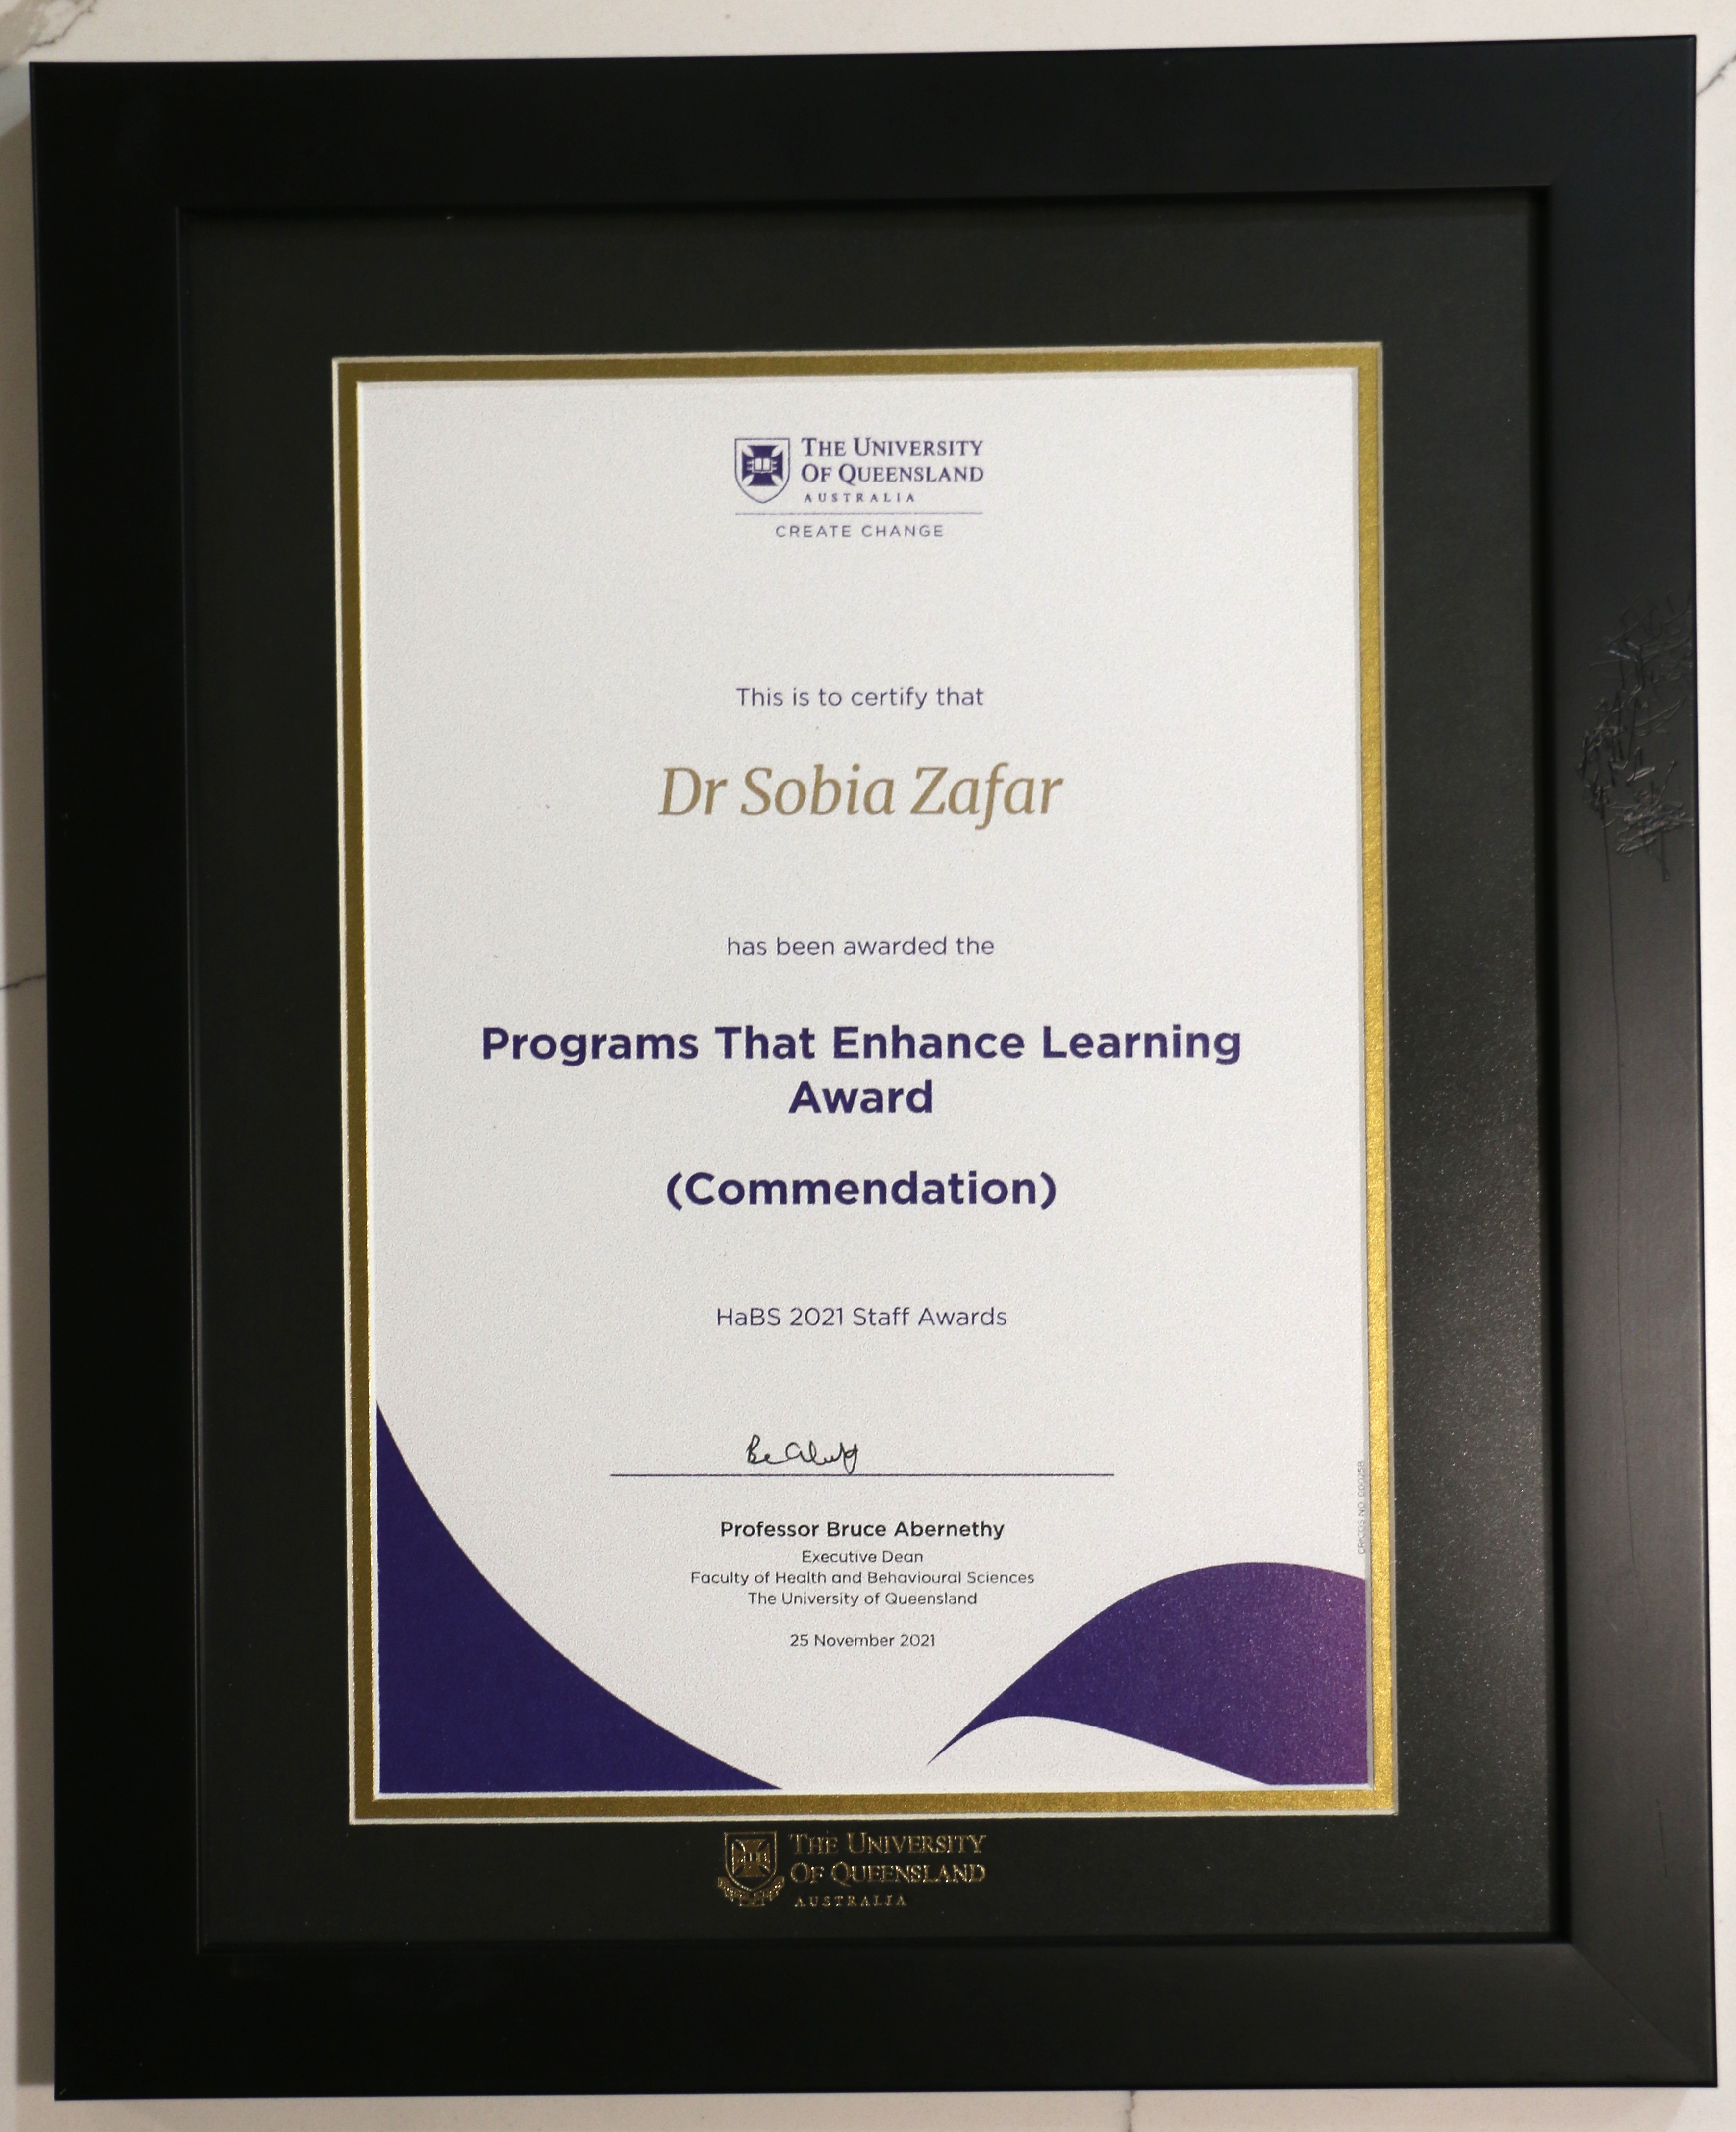 THE UNIVERSITY
OF QUEENSLAND
AUSTRALIA
CREATE CHANGE
This is to certify that
Dr Sobia Zafar
has been awarded the
Programs That Enhance Learning
Award
(Commendation)
HaBS 2021 Staff Awards
Professor Bruce Abernethy
Executive Dean
Faculty of Health and Behavioural Sciences
The University of Queensland
25 November 2021
CRICOS NO. 00025B
THE UNIVERSITY
OF QUEENSLAND
AUSTRALIA